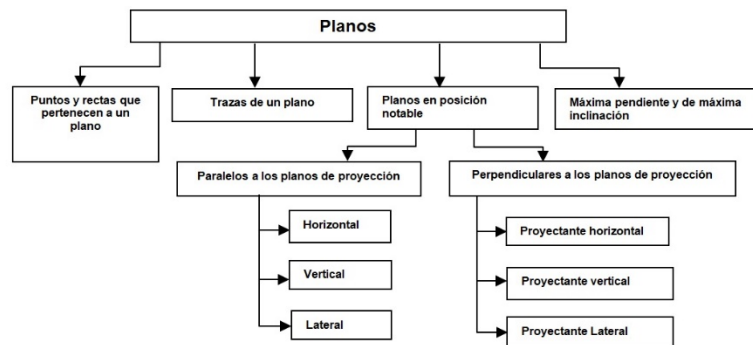 Planos
Puntos y rectas que
pertenecen a un
plano
Trazas de un plano
Planos en posición
notable
Máxima pendiente y de máxima
inclinación
Paralelos a los planos de proyección
Perpendiculares a los planos de proyección
Horizontal
Vertical
Lateral
Proyectante horizontal
Proyectante vertical
Proyectante Lateral